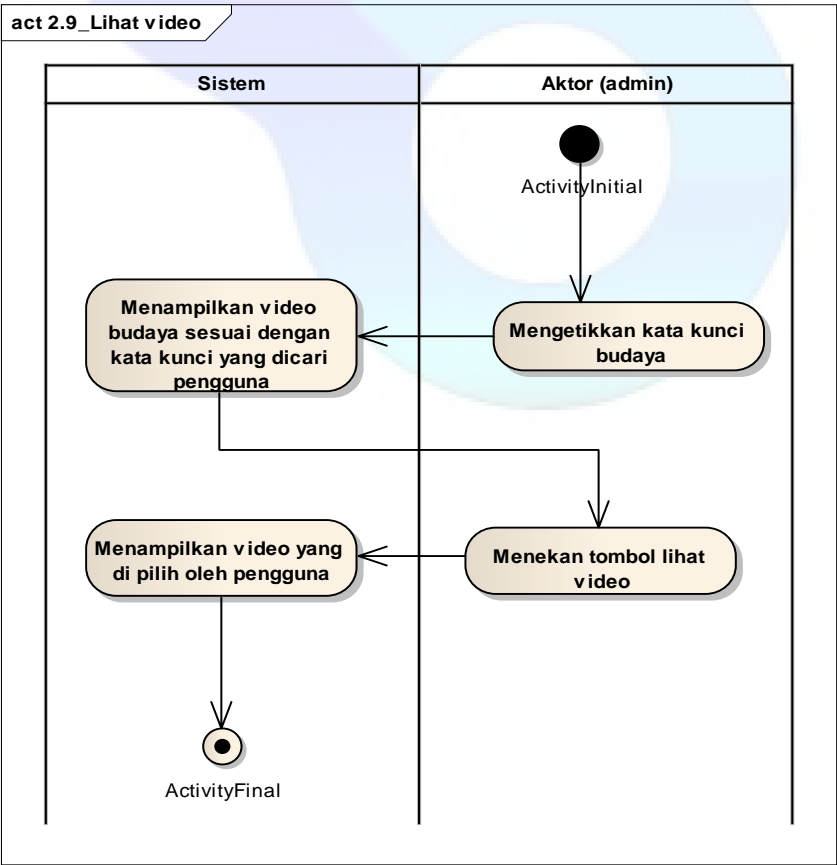 act 2.9_Lihat video
Sistem
Aktor (admin)
ActivityInitial
Mengetikkan kata kunci
budaya
Menampilkan video
budaya sesuai dengan
kata kunci yang dicari
pengguna
Menekan tombol lihat
video
Menampilkan video yang
di pilih oleh pengguna
ActivityFinal